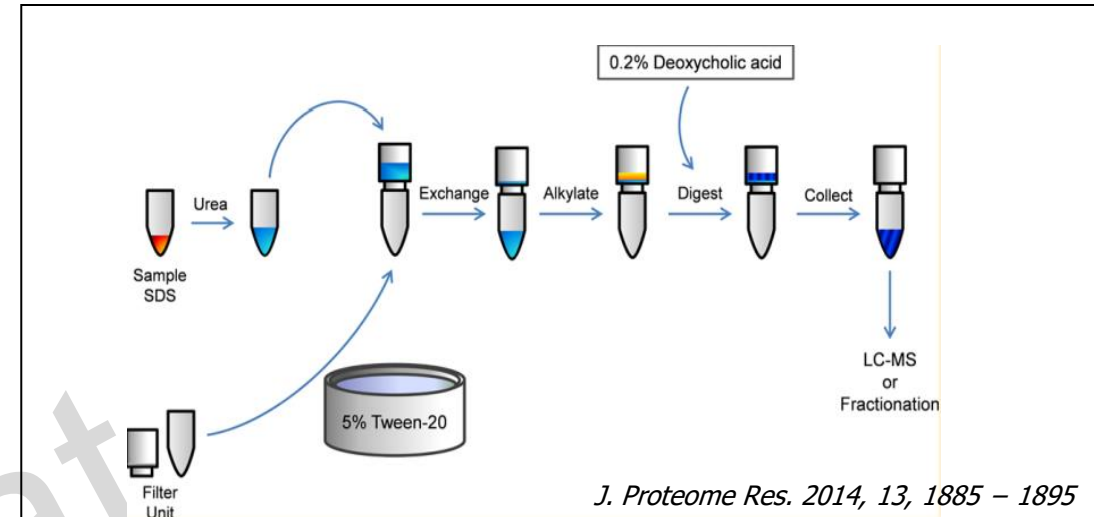 0.2% Deoxycholic acid
Urea
Exchange
Alkylate
Digest
Collect
Sample
SDS
5% Tween-20
LC-MS
or
Fractionation
Filter
Unit
J. Proteome Res. 2014, 13, 1885 – 1895